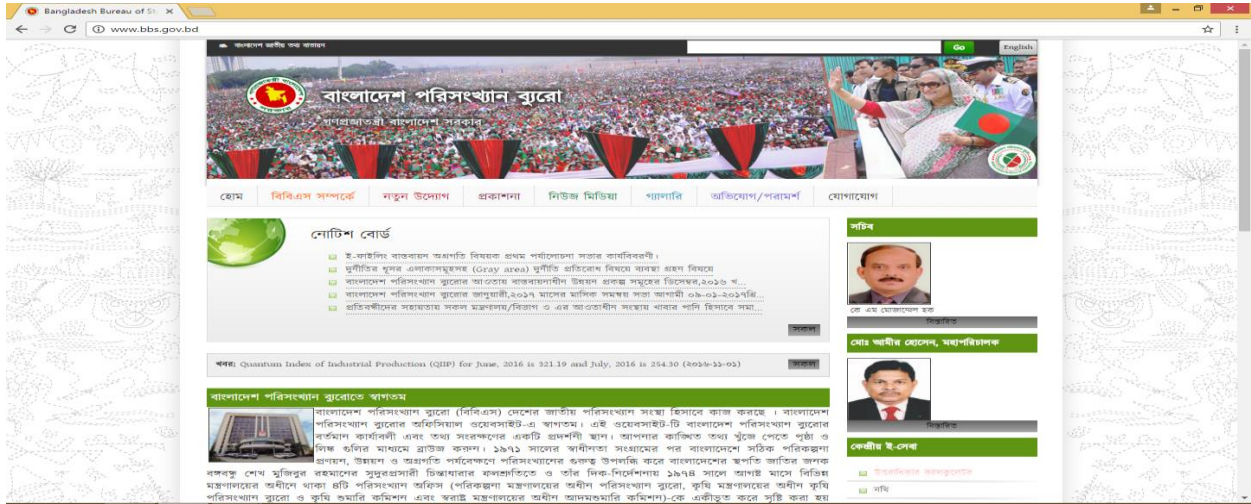 Bangladesh Bureau of St
www.bbs.gov.bd
বাংলাদেশ জাতীয় তথ্য বাতায়ন
Go
English
বাংলাদেশ পরিসংখ্যান ব্যুরো
গণপ্রজাতন্ত্রী বাংলাদেশ সরকার
হোম বিবিএস সম্পর্কে নতুন উদ্যোগ প্রকাশনা নিউজ মিডিয়া গ্যালারি অভিযোগ/পরামর্শ যোগাযোগ
নোটিশ বোর্ড
ই-ফাইলিং বাস্তবায়ন অগ্রগতি বিষয়ক প্রথম পর্যালোচনা সভার কার্যবিবরণী।
দুর্নীতির ধূসর এলাকাসমূহসহ (Gray area) দুর্নীতি প্রতিরোধ বিষয়ে ব্যবস্থা গ্রহন বিষয়ে
বাংলাদেশ পরিসংখ্যান ব্যুরোর আওতায় বাস্তবায়নাধীন উন্নয়ন প্রকল্প সমূহের ডিসেম্বর,২০১৬ খ...
বাংলাদেশ পরিসংখ্যান ব্যুরোর জানুয়ারী,২০১৭ মাসের মাসিক সমন্বয় সভা আগামী ০৯-০১-২০১৭খ্রি...
প্রতিবন্ধীদের সহায়তায় সকল মন্ত্রণালয়/বিভাগ ও এর আওতাধীন সংস্থায় খাবার পানি হিসাবে সমা...
সকল
খবর: Quantum Index of Industrial Production (QIIP) for June, 2016 is 321.19 and July, 2016 is 254.30 (২০১৬-১১-০১)
সকল
বাংলাদেশ পরিসংখ্যান ব্যুরোতে স্বাগতম
বাংলাদেশ পরিসংখ্যান ব্যুরো (বিবিএস) দেশের জাতীয় পরিসংখ্যান সংস্থা হিসাবে কাজ করছে । বাংলাদেশ
পরিসংখ্যান ব্যুরোর অফিসিয়াল ওয়েবসাইট-এ স্বাগতম। এই ওয়েবসাইট-টি বাংলাদেশ পরিসংখ্যান ব্যুরোর
বর্তমান কার্যাবলী এবং তথ্য সংরক্ষণের একটি প্রদর্শনী স্থান। আপনার কাঙ্খিত তথ্য খুঁজে পেতে পৃষ্ঠা ও
লিঙ্ক গুলির মাধ্যমে ব্রাউজ করুন। ১৯৭১ সালের স্বাধীনতা সংগ্রামের পর বাংলাদেশে সঠিক পরিকল্পনা
প্রণয়ন, উন্নয়ন ও অগ্রগতি পর্যবেক্ষণে পরিসংখ্যানের গুরুত্ব উপলব্ধি করে বাংলাদেশের স্থপতি জাতির জনক
বঙ্গবন্ধু শেখ মুজিবুর রহমানের সুদূরপ্রসারী চিন্তাধারার ফলশ্রুতিতে ও তাঁর দিক-নির্দেশনায় ১৯৭৪ সালে আগষ্ট মাসে বিভিন্ন
মন্ত্রণালয়ের অধীনে থাকা ৪টি পরিসংখ্যান অফিস (পরিকল্পনা মন্ত্রণালয়ের অধীন পরিসংখ্যান ব্যুরো, কৃষি মন্ত্রণালয়ের অধীন কৃষি
পরিসংখ্যান ব্যুরো ও কৃষি শুমারি কমিশন এবং স্বরাষ্ট্র মন্ত্রণালয়ের অধীন আদমশুমারি কমিশন)-কে একীভূত করে সৃষ্টি করা হয়
সচিব
কে এম মোজাম্মেল হক
বিস্তারিত
মোঃ আমীর হোসেন, মহাপরিচালক
বিস্তারিত
কেন্দ্রীয় ই-সেবা
উত্তরাধিকার ক্যালকুলেটর
নথি